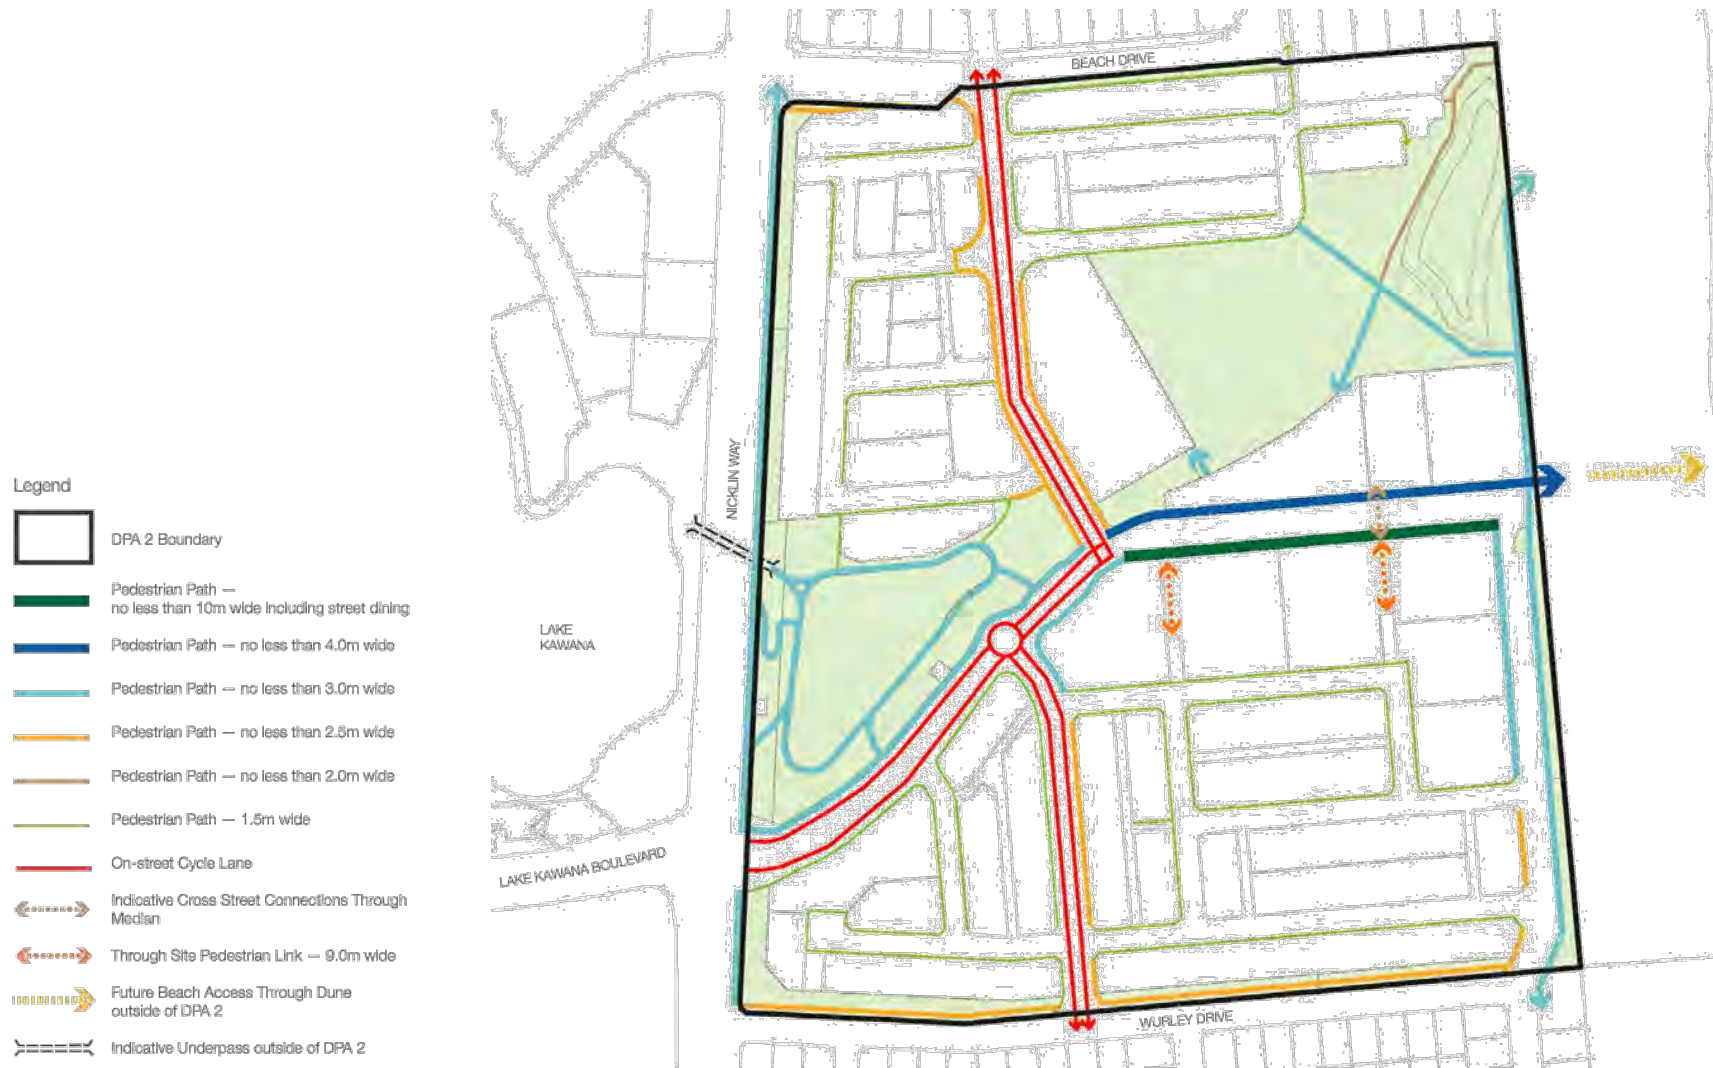 BEACH DRIVE
NICKLIN WAY
LAKE
KAWANA
LAKE KAWANA BOULEVARD
WURLEY DRIVE
Legend
DPA 2 Boundary
Pedestrian Path —
no less than 10m wide including street dining
Pedestrian Path — no less than 4.0m wide
Pedestrian Path — no less than 3.0m wide
Pedestrian Path — no less than 2.5m wide
Pedestrian Path — no less than 2.0m wide
Pedestrian Path — 1.5m wide
On-street Cycle Lane
Indicative Cross Street Connections Through
Median
Through Site Pedestrian Link — 9.0m wide
Future Beach Access Through Dune
outside of DPA 2
Indicative Underpass outside of DPA 2